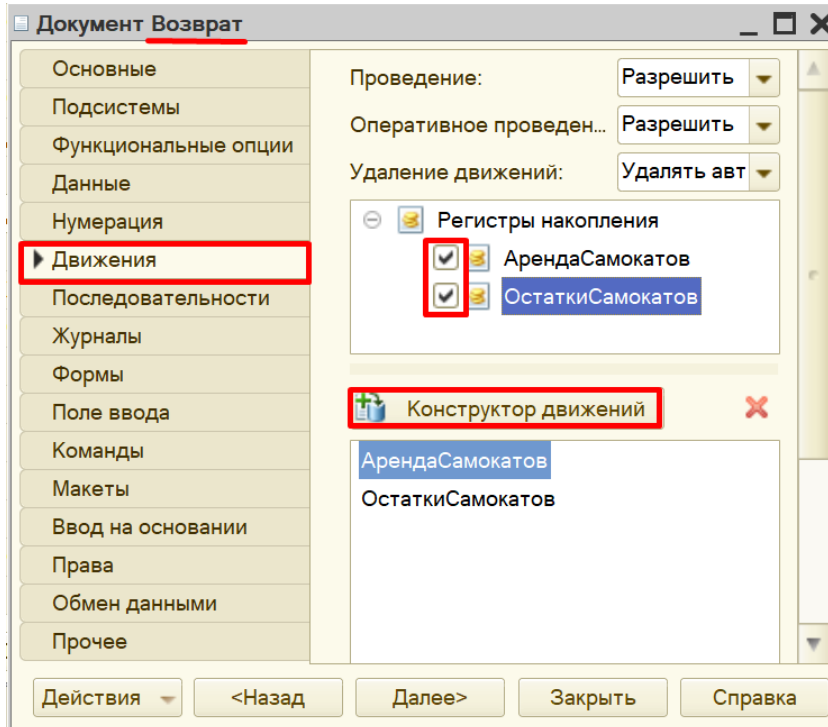 Документ Возврат
Основные
Подсистемы
Функциональные опции
Данные
Нумерация
Движения
Последовательности
Журналы
Формы
Поле ввода
Команды
Макеты
Ввод на основании
Права
Обмен данными
Прочее
Проведение: Разрешить
Оперативное проведен... Разрешить
Удаление движений: Удалять авт
Регистры накопления
АрендаСамокатов
ОстаткиСамокатов
Конструктор движений
АрендаСамокатов
ОстаткиСамокатов
Действия <Назад Далее> Закрыть Справка